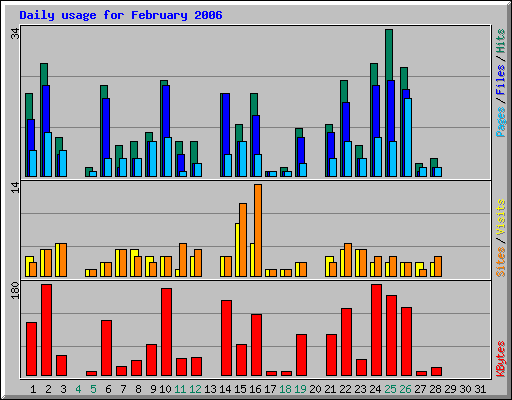 Daily usage for February 2006
34
Pages / Files / Hits
14
Sites / Visits
180
KBytes
1 2 3 4 5 6 7 8 9 10 11 12 13 14 15 16 17 18 19 20 21 22 23 24 25 26 27 28 29 30 31